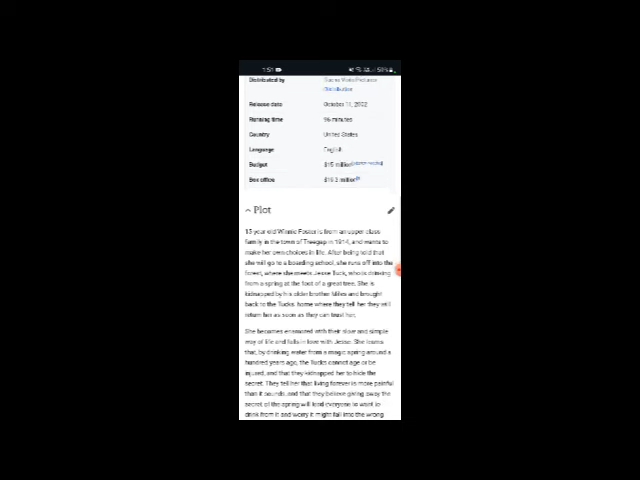 Distributed by
Distribution
Release date October 11, 2002
Running time 96 minutes
Country United States
Language English
Budget $15 million
Box office $19.3 million
Plot
15-year old Winnie Foster is from an upper class
family in the town of Treegap in 1914, and wants to
make her own choices in life. After being told that
she will go to a boarding school, she runs off into the
forest, where she meets Jesse Tuck, who is drinking
from a spring at the foot of a great tree. She is
kidnapped by his older brother Miles and brought
back to the Tucks' home where they tell her they will
return her as soon as they can trust her.
She becomes enamored with their slow and simple
way of life and falls in love with Jesse. She learns
that, by drinking water from a magic spring around a
hundred years ago, the Tucks cannot age or be
injured, and that they kidnapped her to hide the
secret. They tell her that living forever is more painful
than it sounds and that they believe giving away the
secret of the spring will lead everyone to want to
drink from it and worry it might fall into the wrong